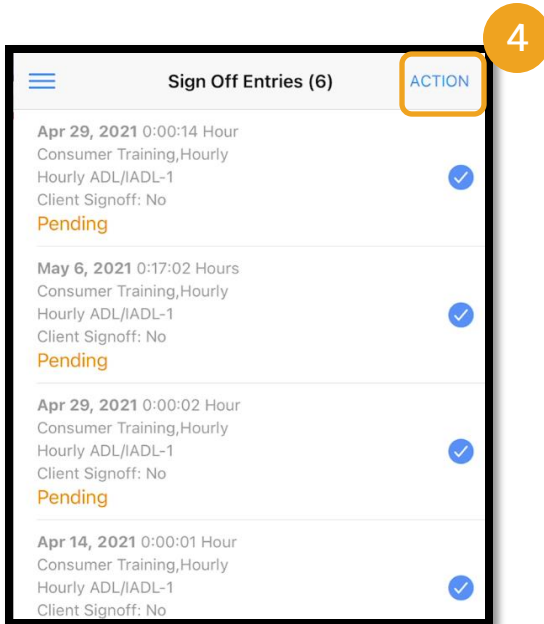 4
Sign Off Entries (6) ACTION
Apr 29, 2021 0:00:14 Hour
Consumer Training,Hourly
Hourly ADL/IADL-1
Client Signoff: No
Pending
May 6, 2021 0:17:02 Hours
Consumer Training,Hourly
Hourly ADL/IADL-1
Client Signoff: No
Pending
Apr 29, 2021 0:00:02 Hour
Consumer Training,Hourly
Hourly ADL/IADL-1
Client Signoff: No
Pending
Apr 14, 2021 0:00:01 Hour
Consumer Training,Hourly
Hourly ADL/IADL-1
Client Signoff: No